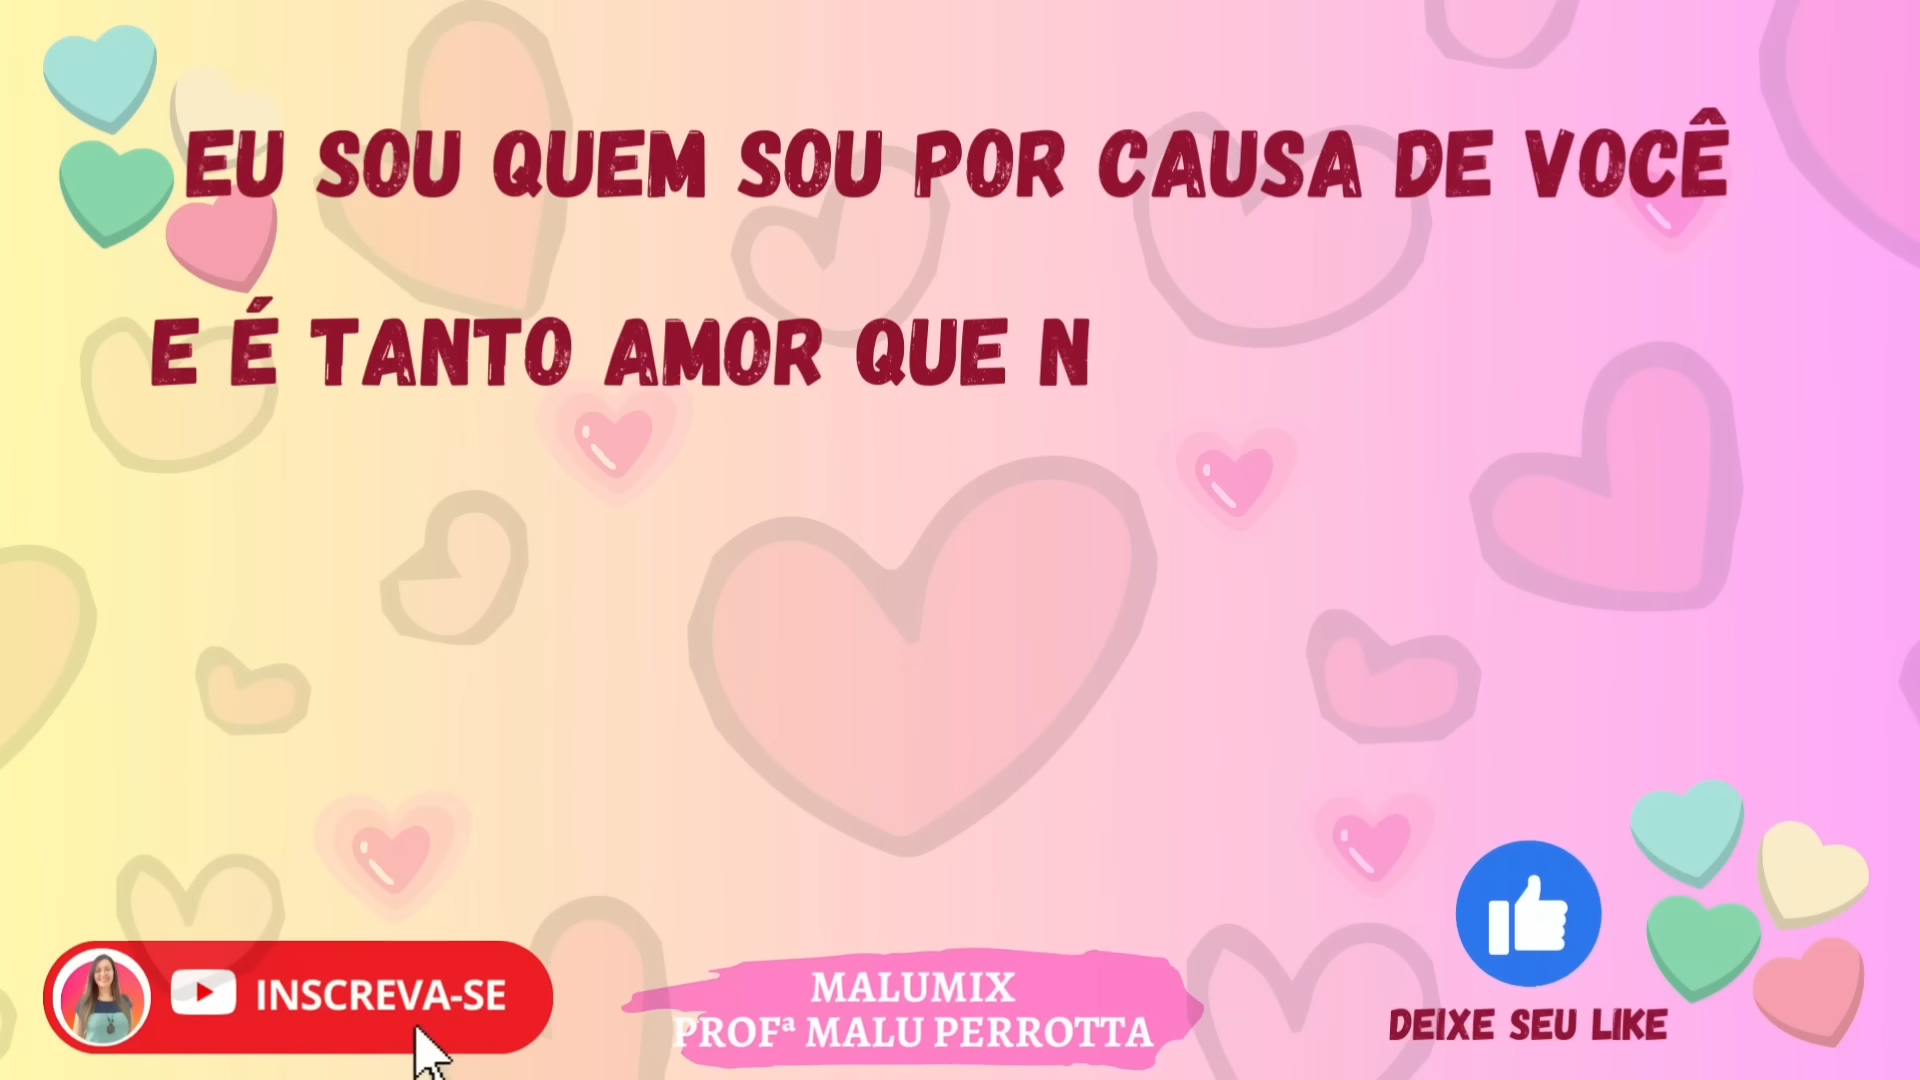 EU SOU QUEM SOU POR CAUSA DE VOCÊ
E É TANTO AMOR QUE N
INSCREVA-SE
MALUMIX
PROFª MALU PERROTTA
DEIXE SEU LIKE